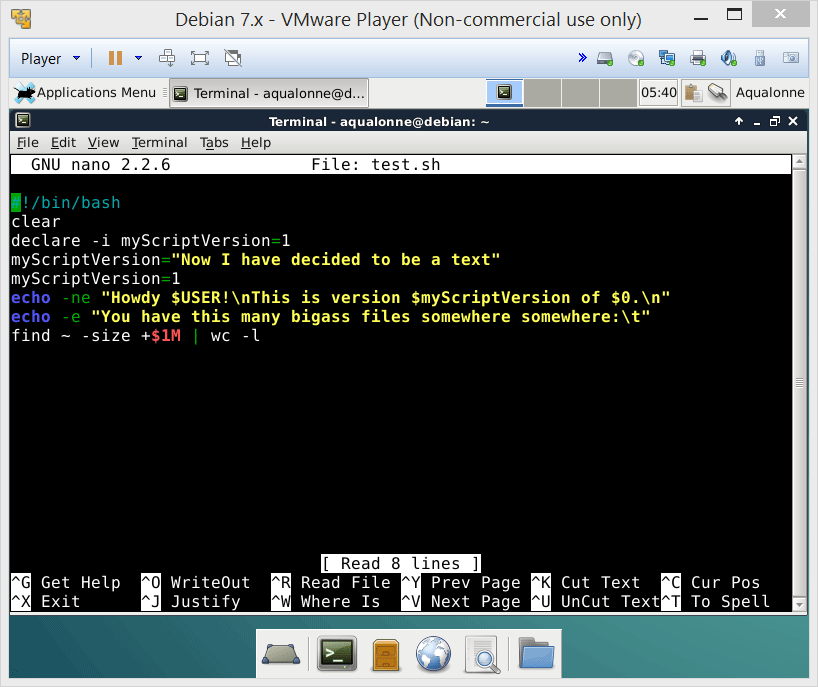 Debian 7.x - VMware Player (Non-commercial use only)
Player
Applications Menu
Terminal - aqualonne@d...
05:40
Aqualonne
Terminal - aqualonne@debian: ~
File Edit View Terminal Tabs Help
GNU nano 2.2.6 File: test.sh
#!/bin/bash
clear
declare -i myScriptVersion=1
myScriptVersion="Now I have decided to be a text"
myScriptVersion=1
echo -ne "Howdy $USER!\nThis is version $myScriptVersion of $0.\n"
echo -e "You have this many bigass files somewhere somewhere:\t"
find ~ -size +$1M | wc -l
[ Read 8 lines ]
^G Get Help ^O WriteOut ^R Read File ^Y Prev Page ^K Cut Text ^C Cur Pos
^X Exit ^J Justify ^W Where Is ^V Next Page ^U UnCut Text ^T To Spell